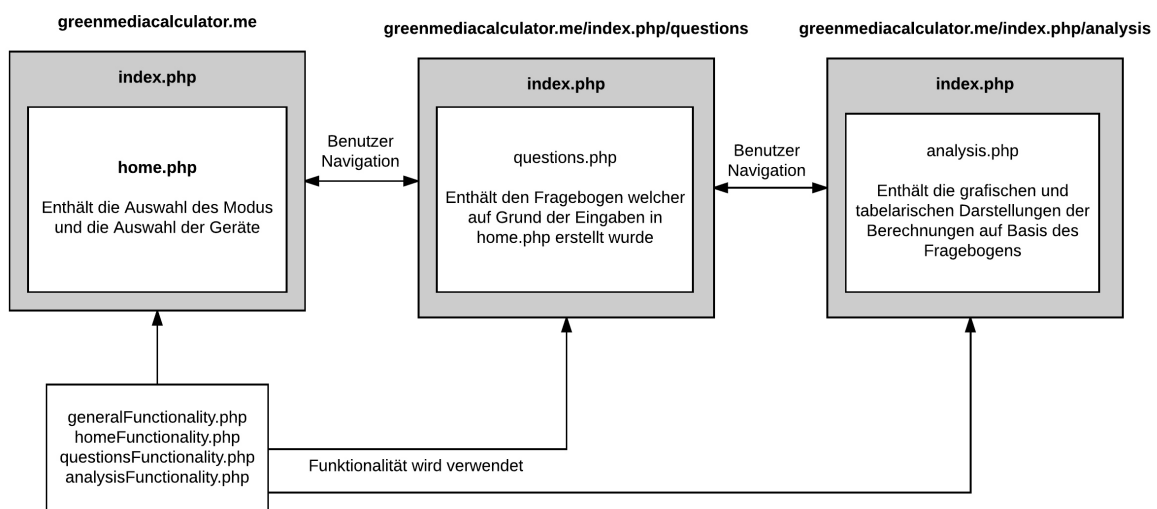 greenmediacalculator.me
index.php
home.php
Enthält die Auswahl des Modus
und die Auswahl der Geräte
Benutzer
Navigation
greenmediacalculator.me/index.php/questions
index.php
questions.php
Enthält den Fragebogen welcher
auf Grund der Eingaben in
home.php erstellt wurde
Benutzer
Navigation
greenmediacalculator.me/index.php/analysis
index.php
analysis.php
Enthält die grafischen und
tabelarischen Darstellungen der
Berechnungen auf Basis des
Fragebogens
generalFunctionality.php
homeFunctionality.php
questionsFunctionality.php
analysisFunctionality.php
Funktionalität wird verwendet